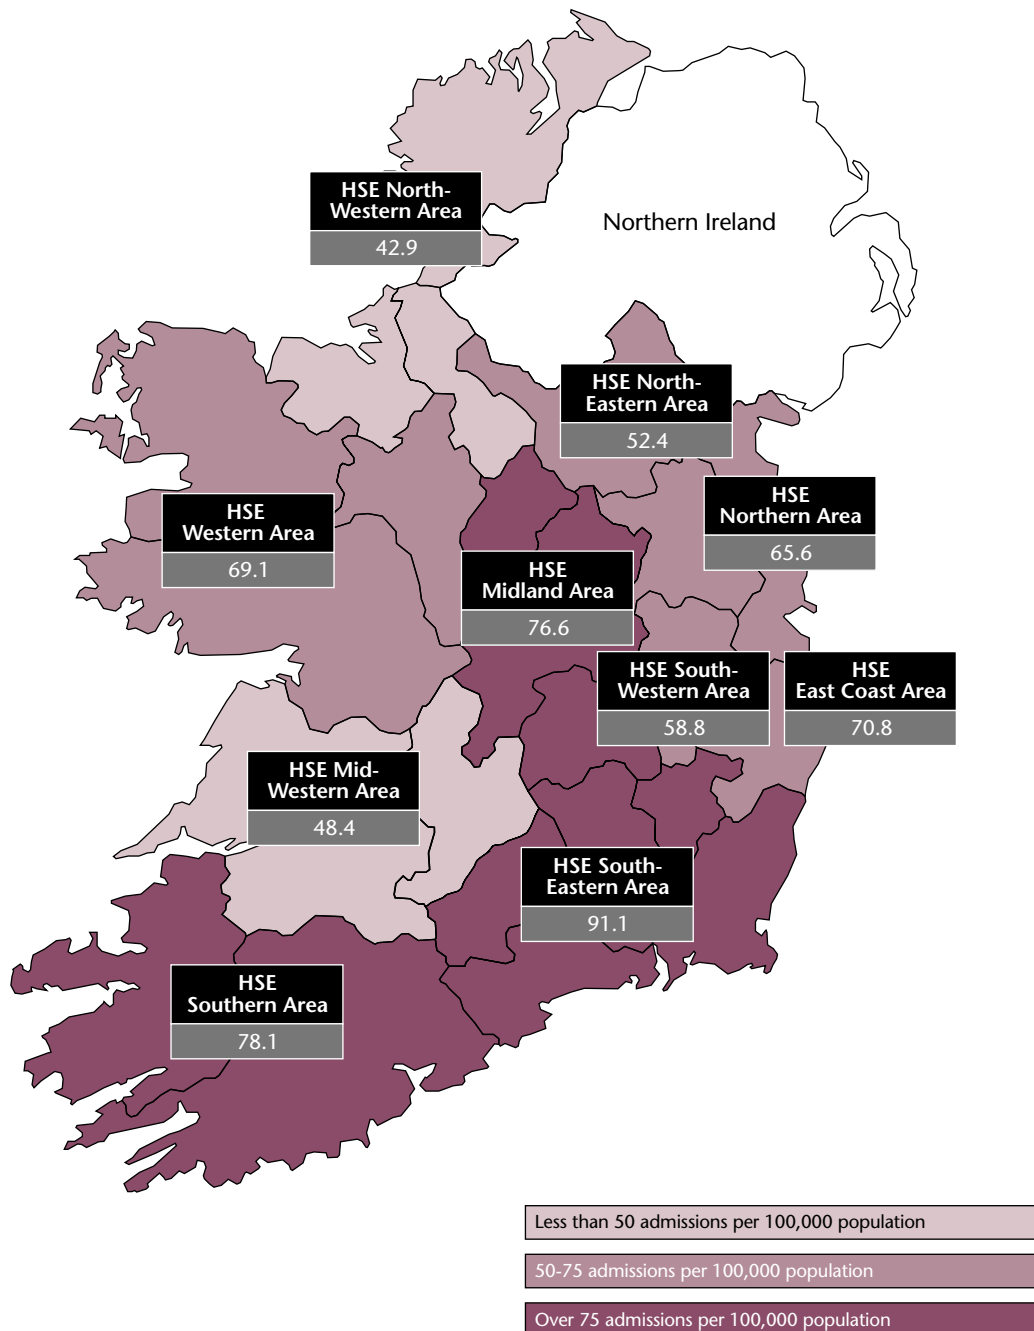 HSE North-
Western Area
42.9
Northern Ireland
HSE North-
Eastern Area
52.4
HSE
Northern Area
65.6
HSE
Western Area
69.1
HSE
Midland Area
76.6
HSE South-
Western Area
58.8
HSE
East Coast Area
70.8
HSE Mid-
Western Area
48.4
HSE South-
Eastern Area
91.1
HSE
Southern Area
78.1
Less than 50 admissions per 100,000 population
50-75 admissions per 100,000 population
Over 75 admissions per 100,000 population